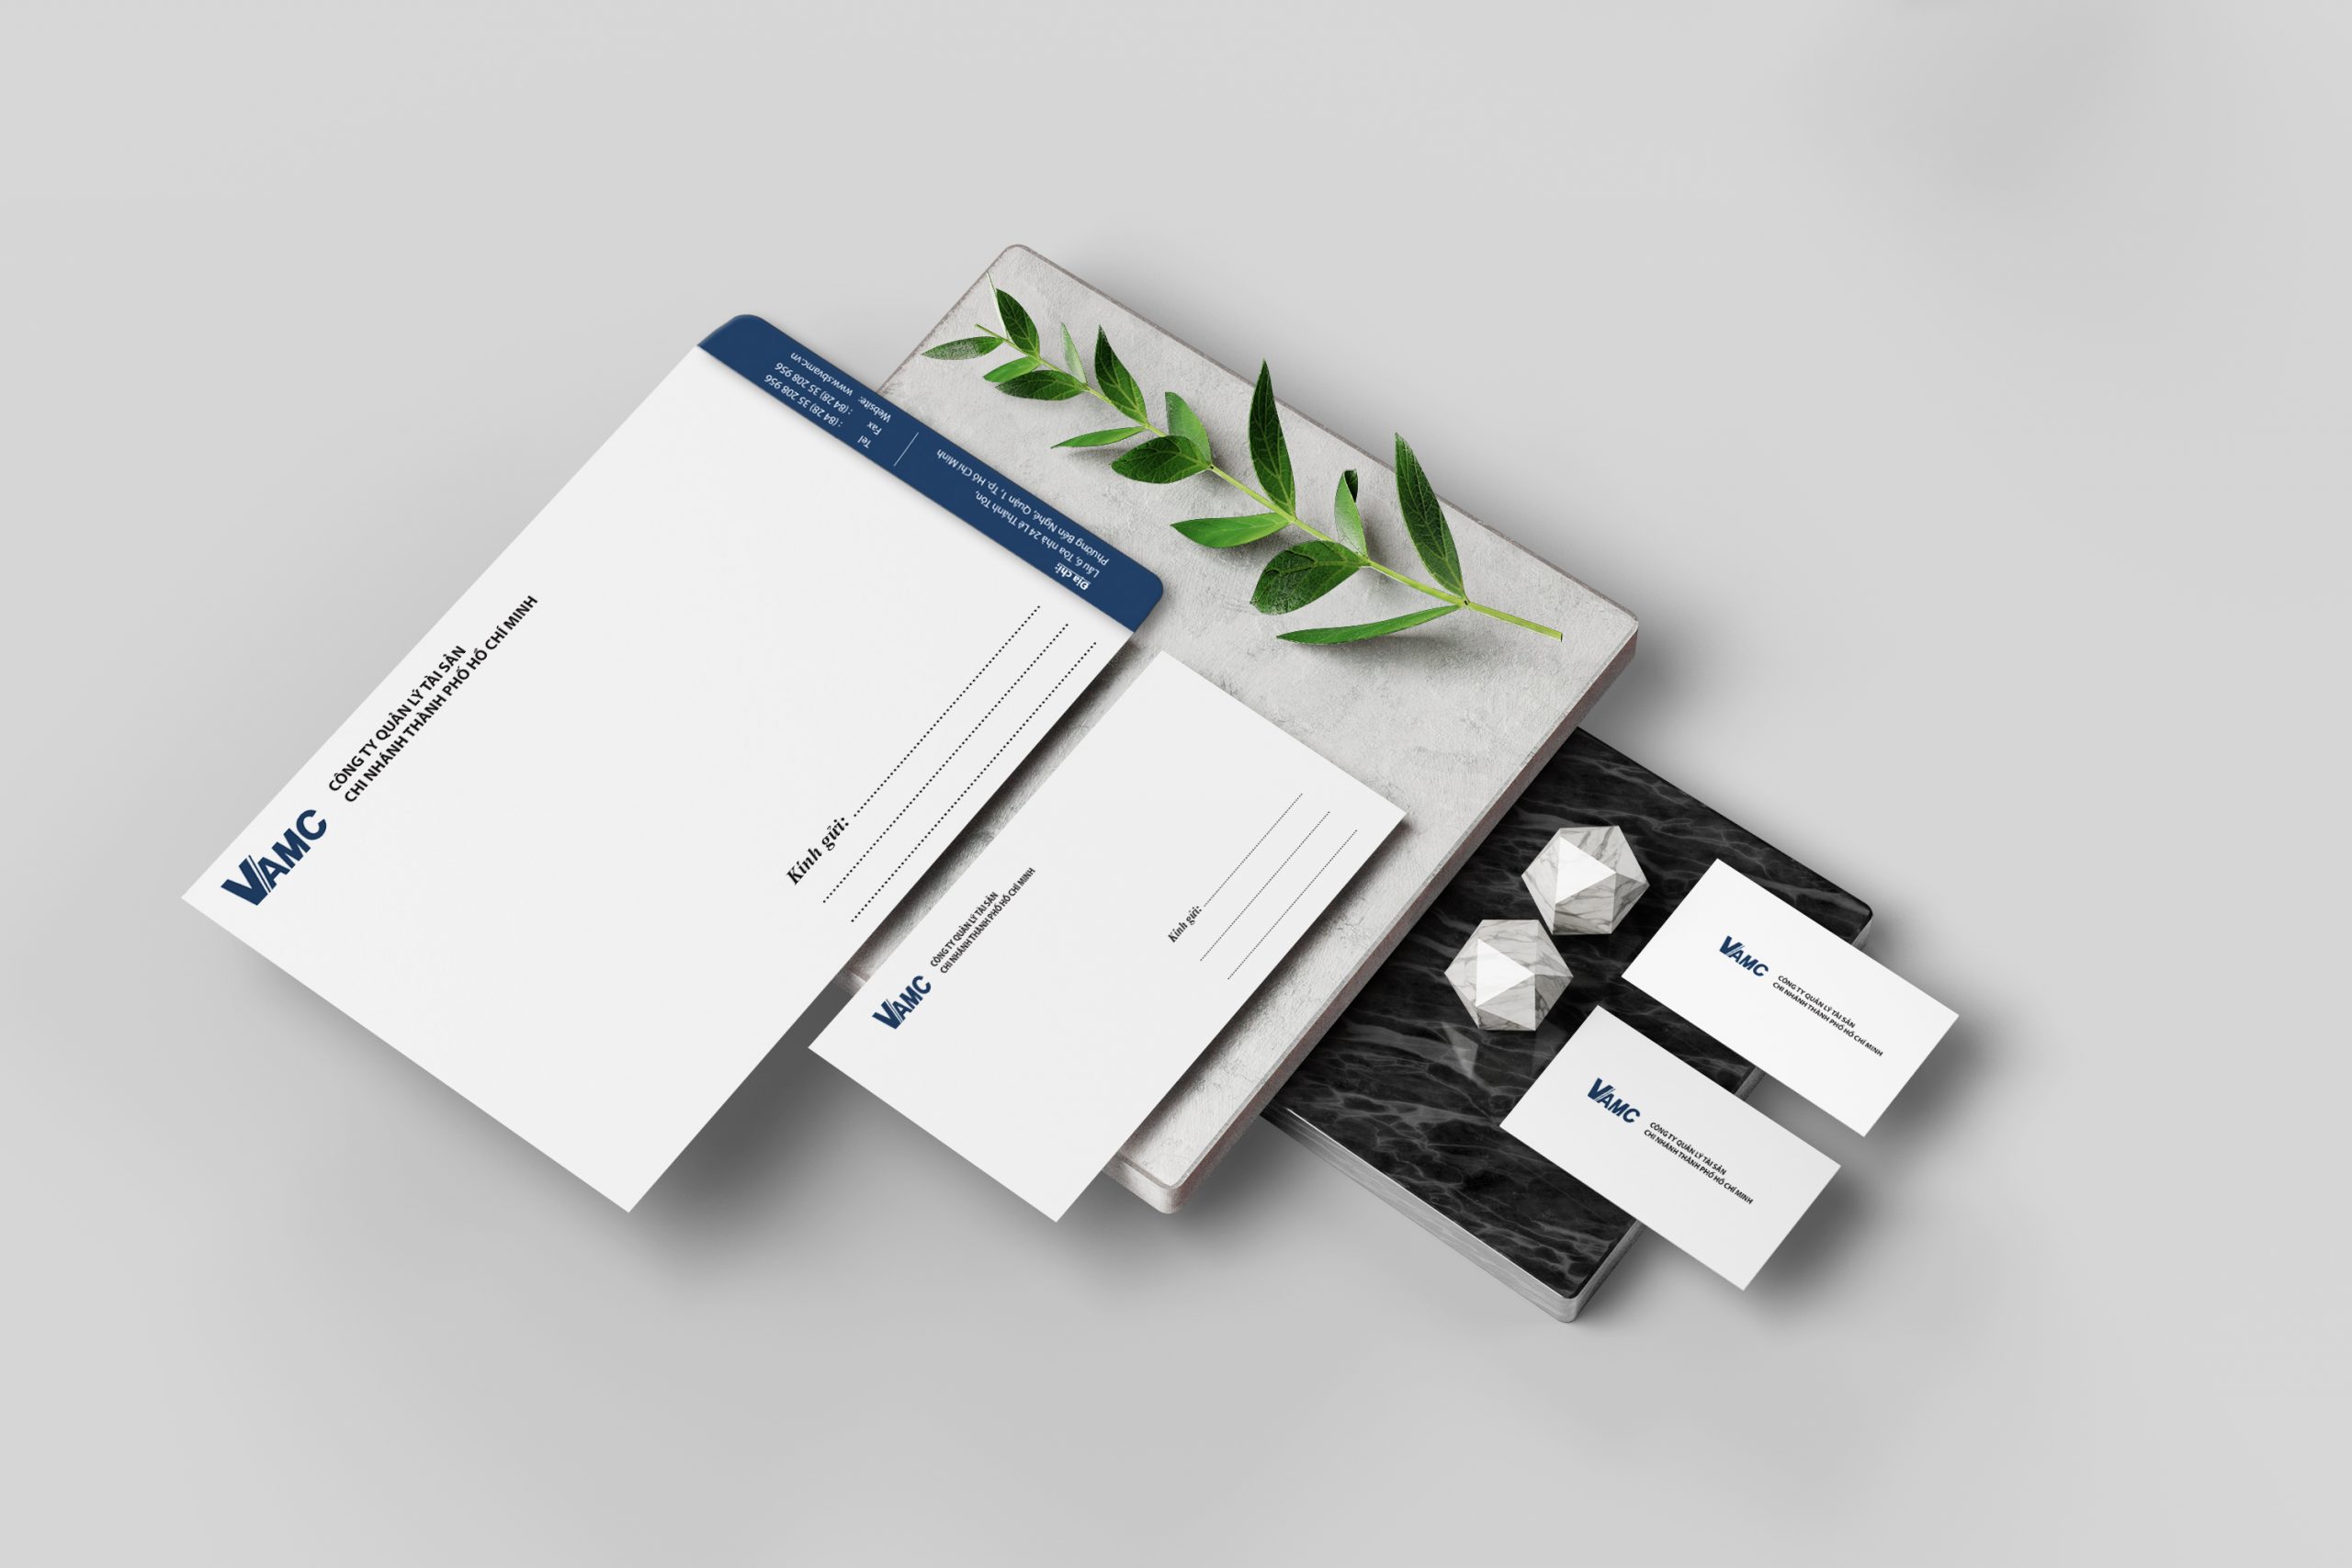 VAMC
CÔNG TY QUẢN LÝ TÀI SẢN
CHI NHÁNH THÀNH PHỐ HỒ CHÍ MINH
Địa chỉ:
Lầu 6, Tòa nhà 24 Lê Thánh Tôn,
Phường Bến Nghé, Quận 1, Tp. Hồ Chí Minh
Tel : (84 28) 35 208 956
Fax : (84 28) 35 208 956
Website: www.sbvamc.vn
Kính gửi:
VAMC
CÔNG TY QUẢN LÝ TÀI SẢN
CHI NHÁNH THÀNH PHỐ HỒ CHÍ MINH
Kính gửi:
VAMC
CÔNG TY QUẢN LÝ TÀI SẢN
CHI NHÁNH THÀNH PHỐ HỒ CHÍ MINH
VAMC
CÔNG TY QUẢN LÝ TÀI SẢN
CHI NHÁNH THÀNH PHỐ HỒ CHÍ MINH